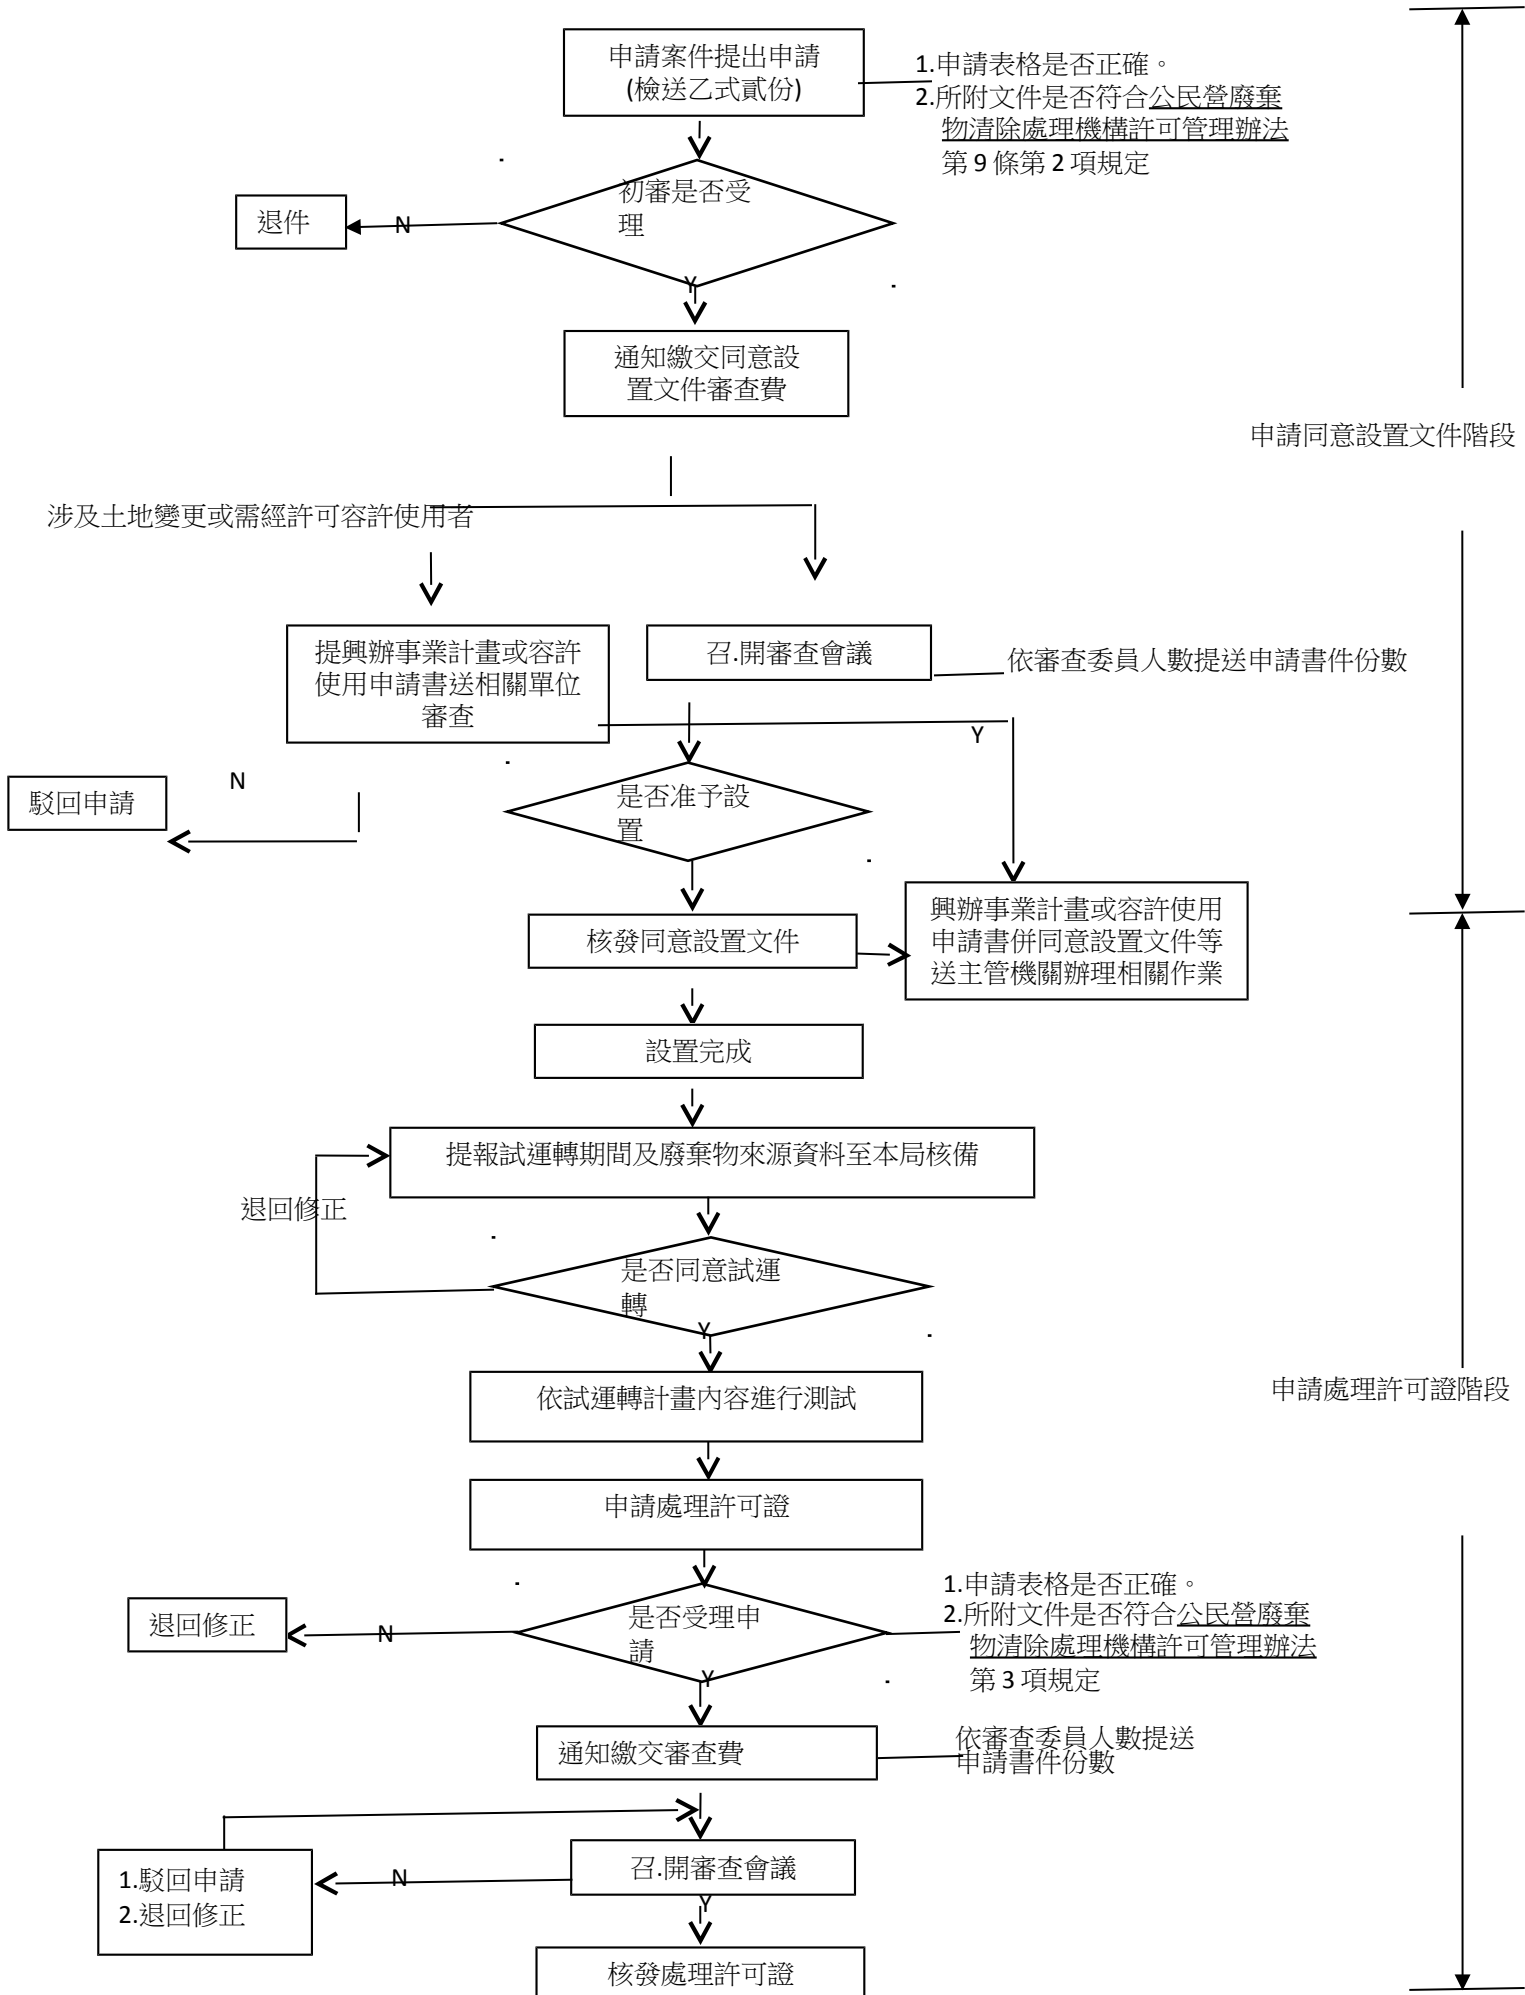 申請案件提出申請
(檢送乙式貳份)
1.申請表格是否正確。
2.所附文件是否符合公民營廢棄
物清除處理機構許可管理辦法
第 9 條第 2 項規定
初審是否受
理
退件
N
Y
通知繳交同意設
置文件審查費
申請同意設置文件階段
涉及土地變更或需經許可容許使用者
提興辦事業計畫或容許
使用申請書送相關單位
審查
召.開審查會議
依審查委員人數提送申請書件份數
Y
N
駁回申請
是否准予設
置
核發同意設置文件
興辦事業計畫或容許使用
申請書併同意設置文件等
送主管機關辦理相關作業
設置完成
提報試運轉期間及廢棄物來源資料至本局核備
退回修正
是否同意試運
轉
Y
依試運轉計畫內容進行測試
申請處理許可證階段
申請處理許可證
是否受理申
請
退回修正
N
1.申請表格是否正確。
2.所附文件是否符合公民營廢棄
物清除處理機構許可管理辦法
第 3 項規定
Y
通知繳交審查費
依審查委員人數提送
申請書件份數
召.開審查會議
N
1.駁回申請
2.退回修正
Y
核發處理許可證